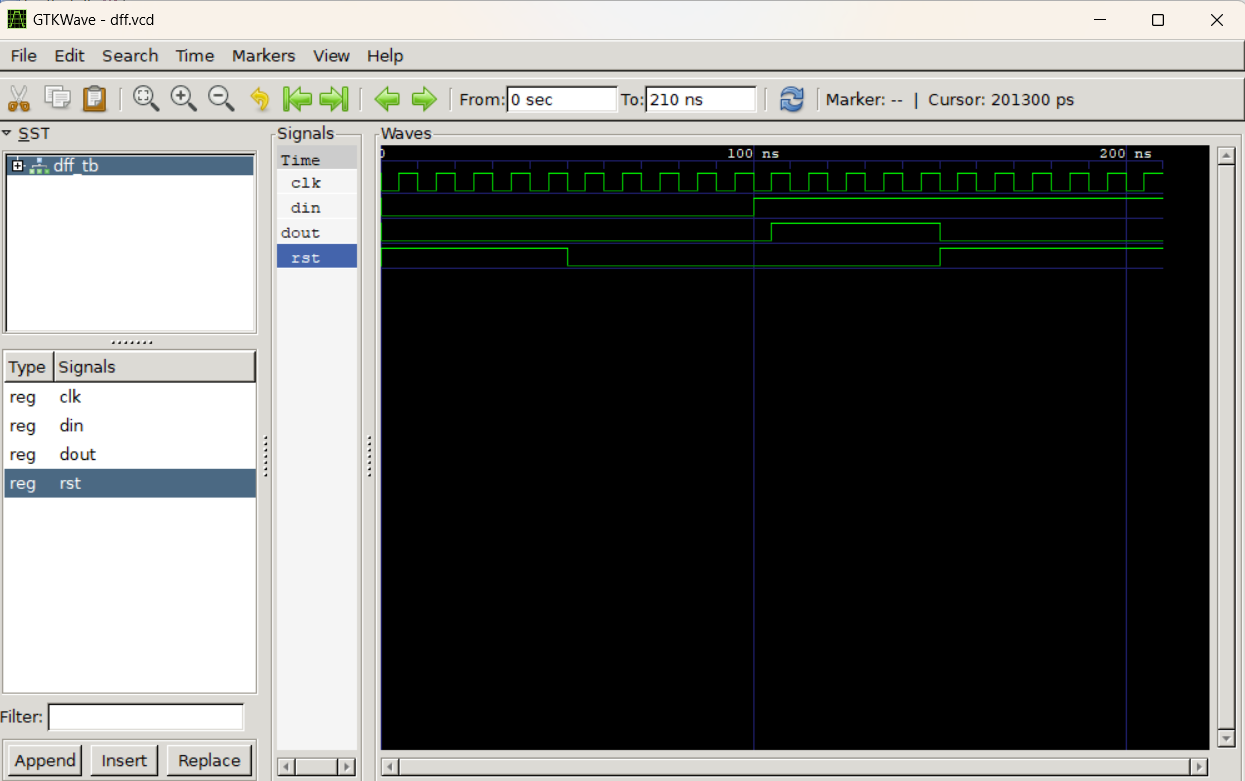 GTKWave - dff.vcd
File Edit Search Time Markers View Help
From: 0 sec To: 210 ns Marker: -- | Cursor: 201300 ps
SST
dff_tb
Type Signals
reg clk
reg din
reg dout
reg rst
Filter:
Append Insert Replace
Signals
Time
clk
din
dout
rst
Waves
0 100 ns 200 ns